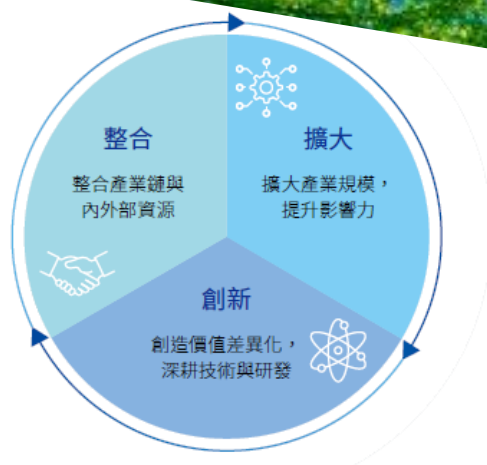 整合
整合產業鏈與
內外部資源
擴大
擴大產業規模，
提升影響力
創新
創造價值差異化，
深耕技術與研發